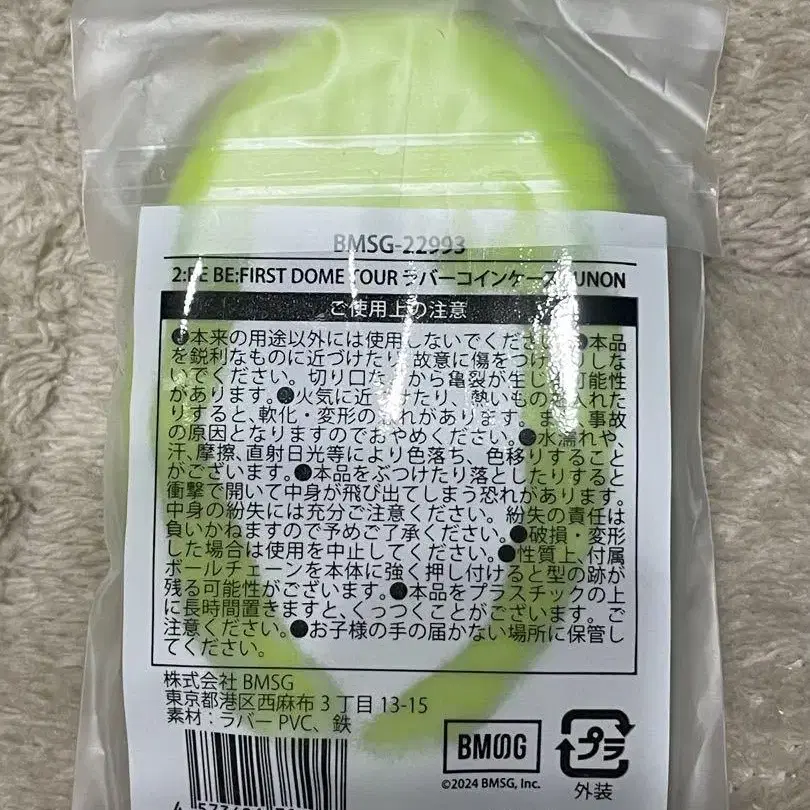 BMSG-22993
2:BE BE:FIRST DOME TOUR ラバーコインケース JUNON
ご使用上の注意
●本来の用途以外には使用しないでください。●本品
を鋭利なものに近づけたり、故意に傷をつけたりしな
いでください。切り口などから亀裂が生じる可能性
があります。●火気に近づけたり、熱いものを入れた
りすると、軟化・変形の恐れがあります。また、事故
の原因となりますのでおやめください。●水濡れや、
汗、摩擦、直射日光等により色落ち、色移りすること
がございます。●本品をぶつけたり落としたりすると
衝撃で開いて中身が飛び出てしまう恐れがあります。
中身の紛失には充分ご注意ください。紛失の責任は
負いかねますので予めご了承ください。●破損・変形
した場合は使用を中止してください。●性質上、付属
ボールチェーンを本体に強く押し付けると型の跡が
残る可能性がございます。●本品をプラスチックの上
に長時間置きますと、くっつくことがございます。ご
注意ください。●お子様の手の届かない場所に保管し
てください。
株式会社 BMSG
東京都港区西麻布 3 丁目 13-15
素材：ラバー PVC、鉄
BMSG
©2024 BMSG, Inc.
プラ
外装